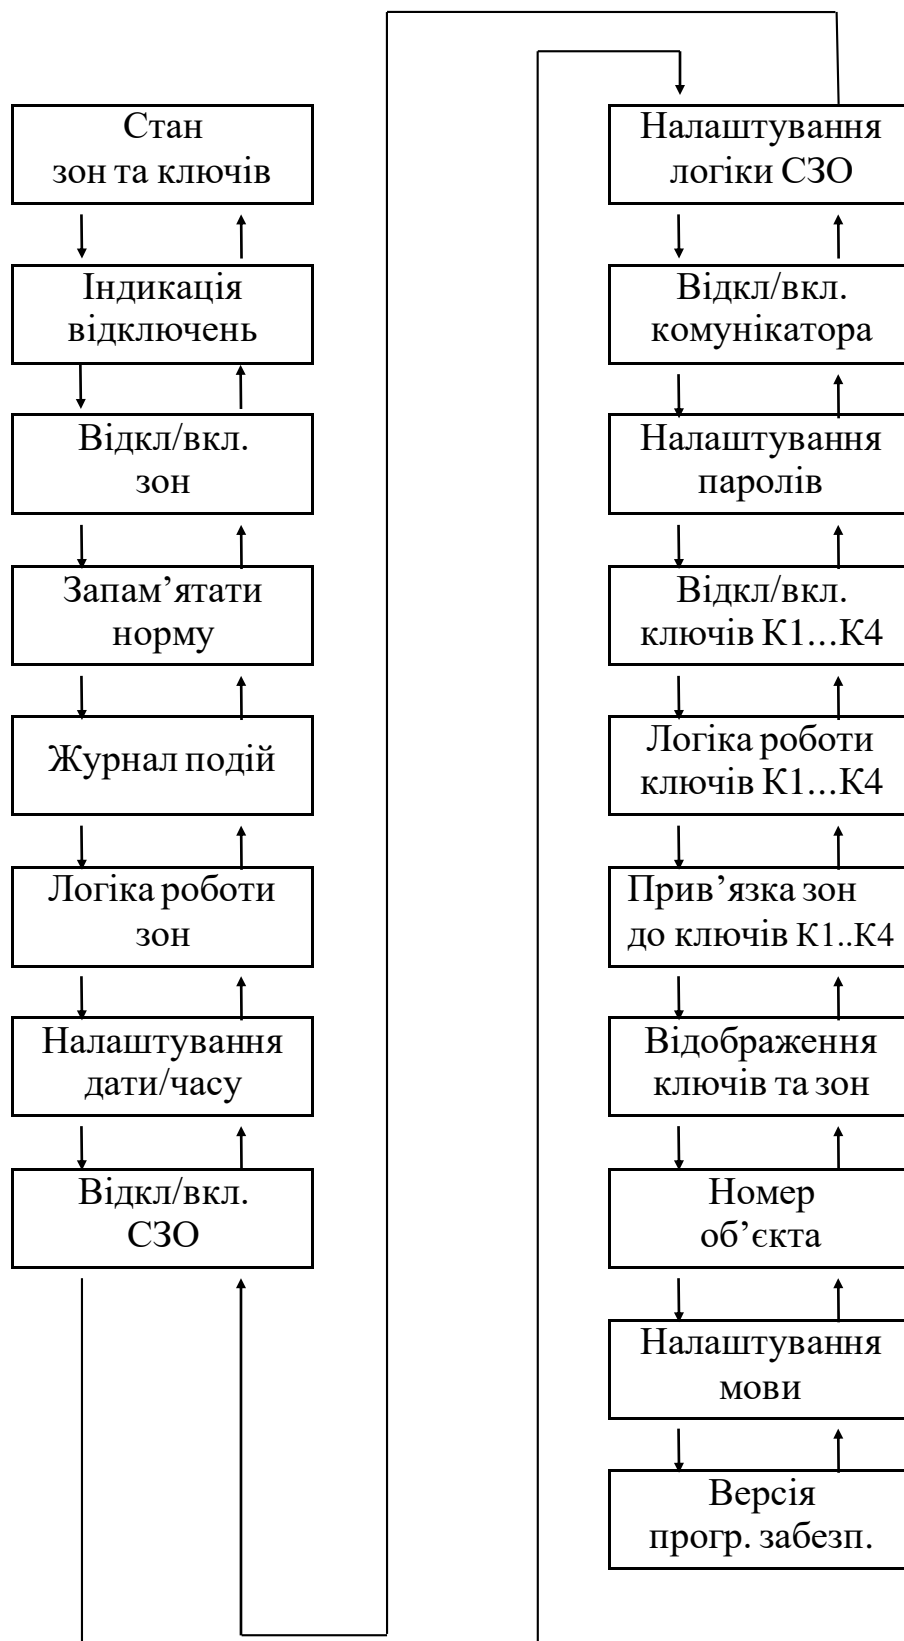 Стан
зон та ключів
Індикація
відключень
Відкл/вкл.
зон
Запам’ятати
норму
Журнал подій
Логіка роботи
зон
Налаштування
дати/часу
Відкл/вкл.
СЗО
Налаштування
логіки СЗО
Відкл/вкл.
комунікатора
Налаштування
паролів
Відкл/вкл.
ключів К1...К4
Логіка роботи
ключів К1...К4
Прив’язка зон
до ключів К1..К4
Відображення
ключів та зон
Номер
об’єкта
Налаштування
мови
Версія
прогр. забезп.